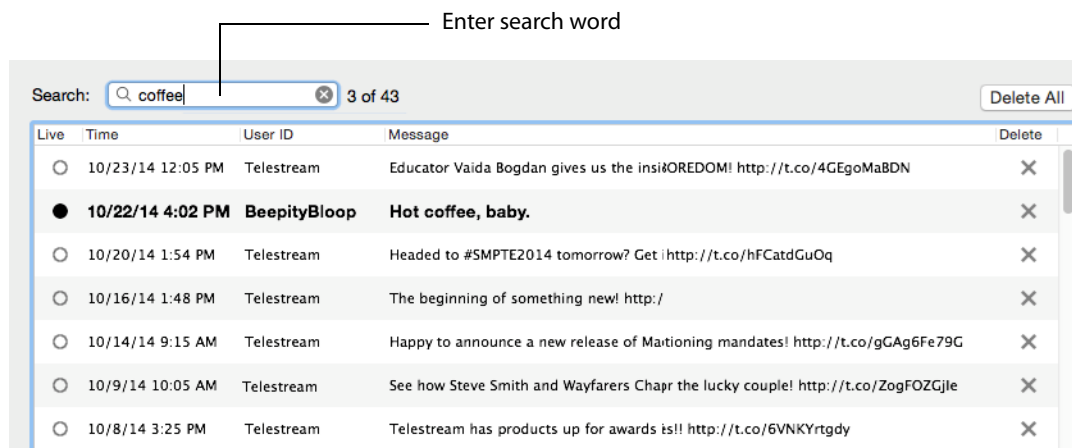 Enter search word
Search: coffee 3 of 43 Delete All
Live Time User ID Message Delete
10/23/14 12:05 PM Telestream Educator Vaida Bogdan gives us the insi OREDOM! http://t.co/4GEgoMaBDN
10/22/14 4:02 PM BeepityBloop Hot coffee, baby.
10/20/14 1:54 PM Telestream Headed to #SMPTE2014 tomorrow? Get http://t.co/hFCatdGuOq
10/16/14 1:48 PM Telestream The beginning of something new! http:/
10/14/14 9:15 AM Telestream Happy to announce a new release of Ma tioning mandates! http://t.co/gGAg6Fe79G
10/9/14 10:05 AM Telestream See how Steve Smith and Wayfarers Cha r the lucky couple! http://t.co/ZogFOZGjIe
10/8/14 3:25 PM Telestream Telestream has products up for awards s!! http://t.co/6VNKYrtgdy